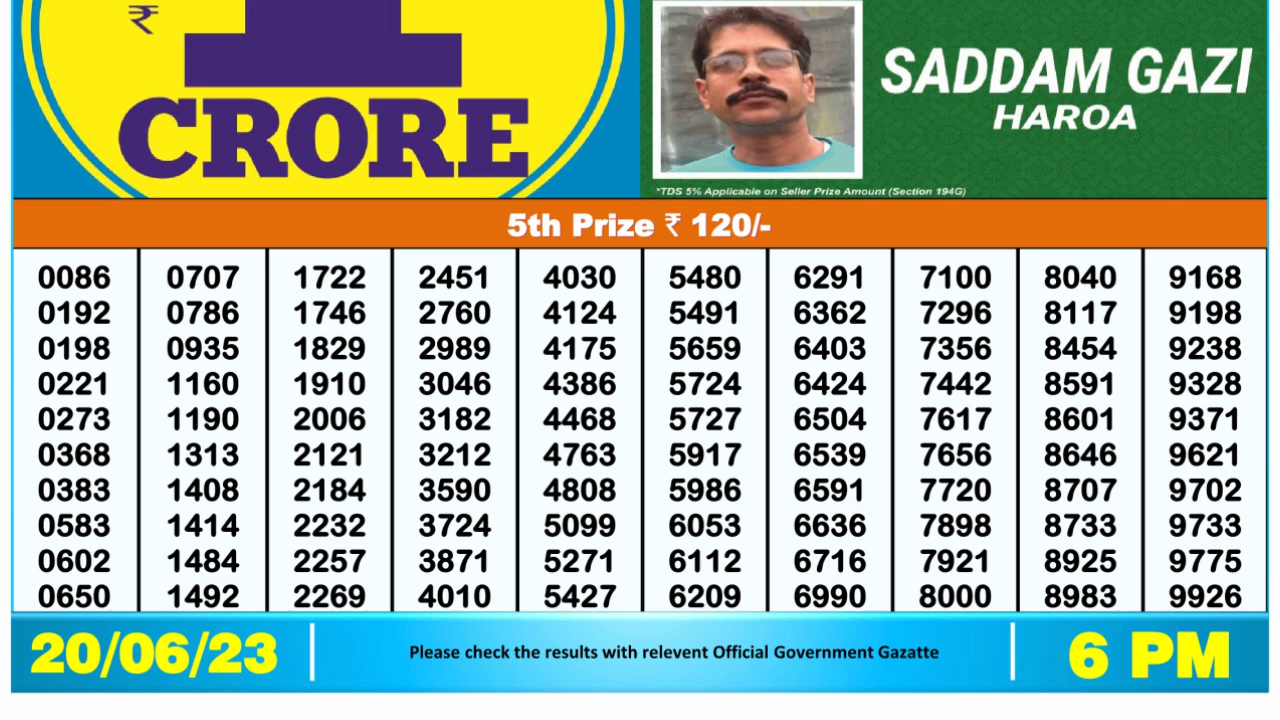 ₹
1
CRORE
SADDAM GAZI
HAROA
*TDS 5% Applicable on Seller Prize Amount (Section 194G)
5th Prize ₹ 120/-
0086 0707 1722 2451 4030 5480 6291 7100 8040 9168
0192 0786 1746 2760 4124 5491 6362 7296 8117 9198
0198 0935 1829 2989 4175 5659 6403 7356 8454 9238
0221 1160 1910 3046 4386 5724 6424 7442 8591 9328
0273 1190 2006 3182 4468 5727 6504 7617 8601 9371
0368 1313 2121 3212 4763 5917 6539 7656 8646 9621
0383 1408 2184 3590 4808 5986 6591 7720 8707 9702
0583 1414 2232 3724 5099 6053 6636 7898 8733 9733
0602 1484 2257 3871 5271 6112 6716 7921 8925 9775
0650 1492 2269 4010 5427 6209 6990 8000 8983 9926
20/06/23
Please check the results with relevent Official Government Gazatte
6 PM